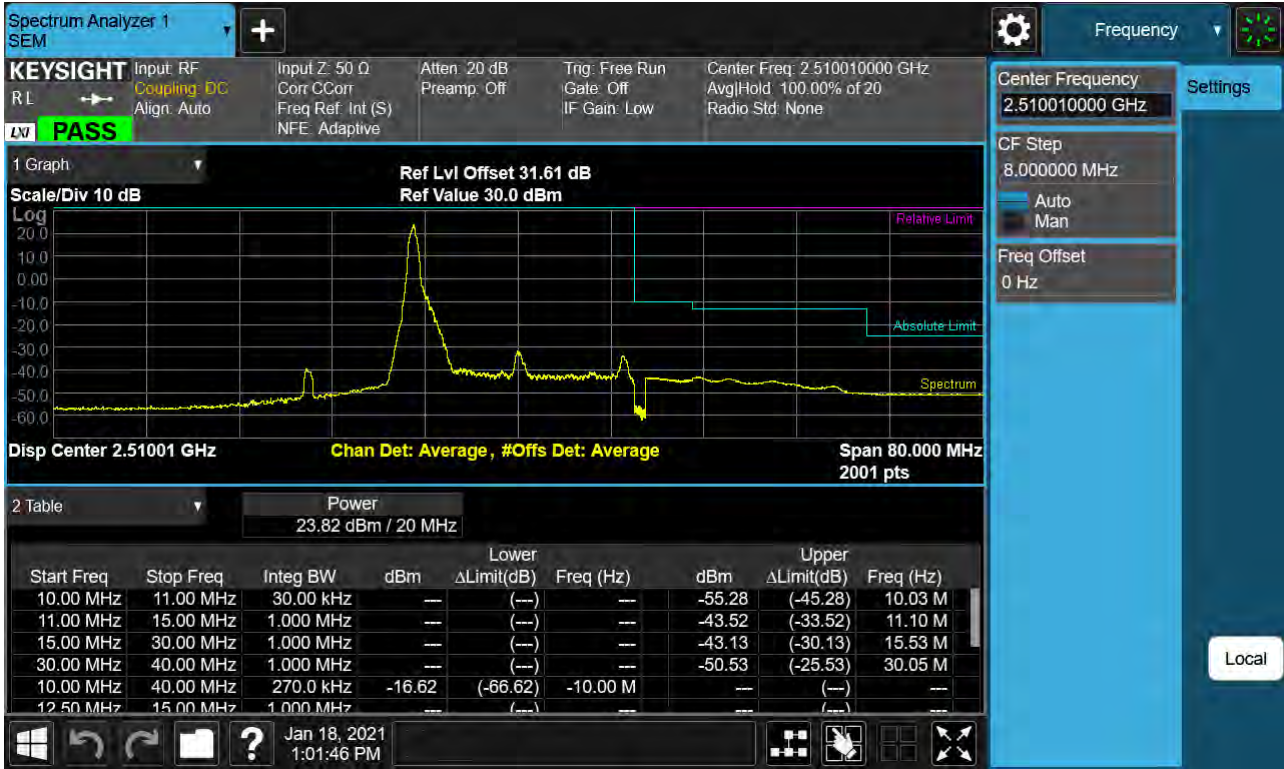 Spectrum Analyzer 1
SEM
Frequency
KEYSIGHT
R L
LXI
PASS
Input: RF
Coupling: DC
Align: Auto
Input Z: 50 Ω
Corr CCorr
Freq Ref: Int (S)
NFE: Adaptive
Atten: 20 dB
Preamp: Off
Trig: Free Run
Gate: Off
IF Gain: Low
Center Freq: 2.510010000 GHz
Avg|Hold: 100.00% of 20
Radio Std: None
Center Frequency
2.510010000 GHz
Settings
CF Step
8.000000 MHz
Auto
Man
Freq Offset
0 Hz
1 Graph
Ref Lvl Offset 31.61 dB
Scale/Div 10 dB
Ref Value 30.0 dBm
Log
Relative Limit
20.0
10.0
0.00
-10.0
-20.0
Absolute Limit
-30.0
-40.0
Spectrum
-50.0
-60.0
Disp Center 2.51001 GHz
Chan Det: Average, #Offs Det: Average
Span 80.000 MHz
2001 pts
2 Table
Power
23.82 dBm / 20 MHz
Lower Upper
Start Freq Stop Freq Integ BW dBm ΔLimit(dB) Freq (Hz) dBm ΔLimit(dB) Freq (Hz)
10.00 MHz 11.00 MHz 30.00 kHz --- (---) --- -55.28 (-45.28) 10.03 M
11.00 MHz 15.00 MHz 1.000 MHz --- (---) --- -43.52 (-33.52) 11.10 M
15.00 MHz 30.00 MHz 1.000 MHz --- (---) --- -43.13 (-30.13) 15.53 M
30.00 MHz 40.00 MHz 1.000 MHz --- (---) --- -50.53 (-25.53) 30.05 M
10.00 MHz 40.00 MHz 270.0 kHz -16.62 (-66.62) -10.00 M --- (---) ---
12.50 MHz 15.00 MHz 1.000 MHz --- (---) --- --- (---) ---
Local
?
Jan 18, 2021
1:01:46 PM